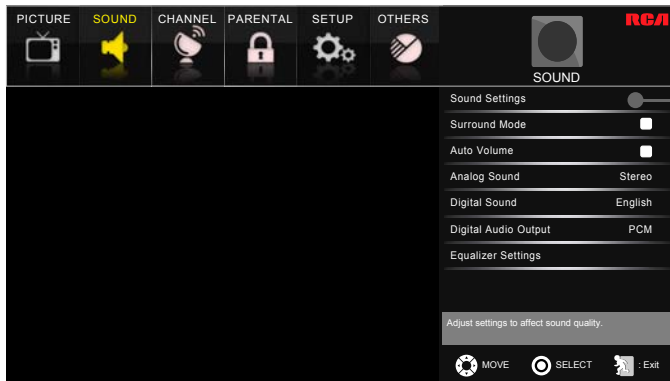 PICTURE SOUND CHANNEL PARENTAL SETUP OTHERS
RCA
SOUND
Sound Settings
Surround Mode
Auto Volume
Analog Sound Stereo
Digital Sound English
Digital Audio Output PCM
Equalizer Settings
Adjust settings to affect sound quality.
MOVE SELECT : Exit